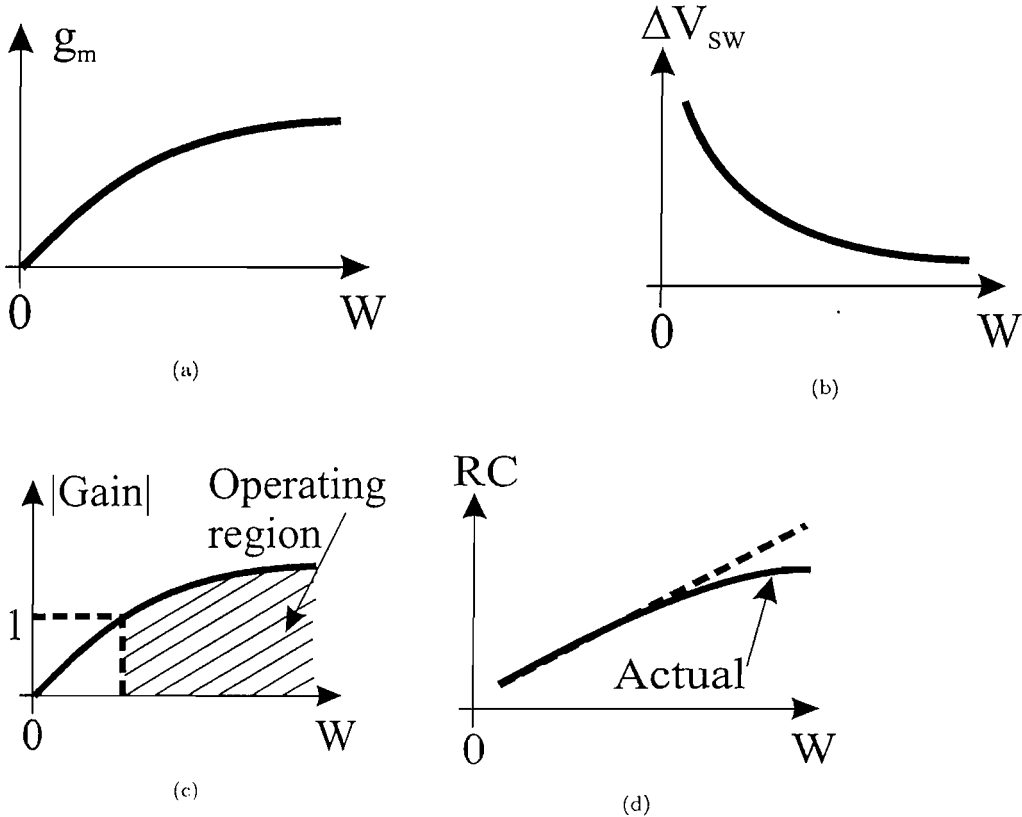 g_m
W
0
(a)
ΔV_SW
W
0
(b)
|Gain|
Operating
region
1
0
W
(c)
RC
Actual
0
W
(d)